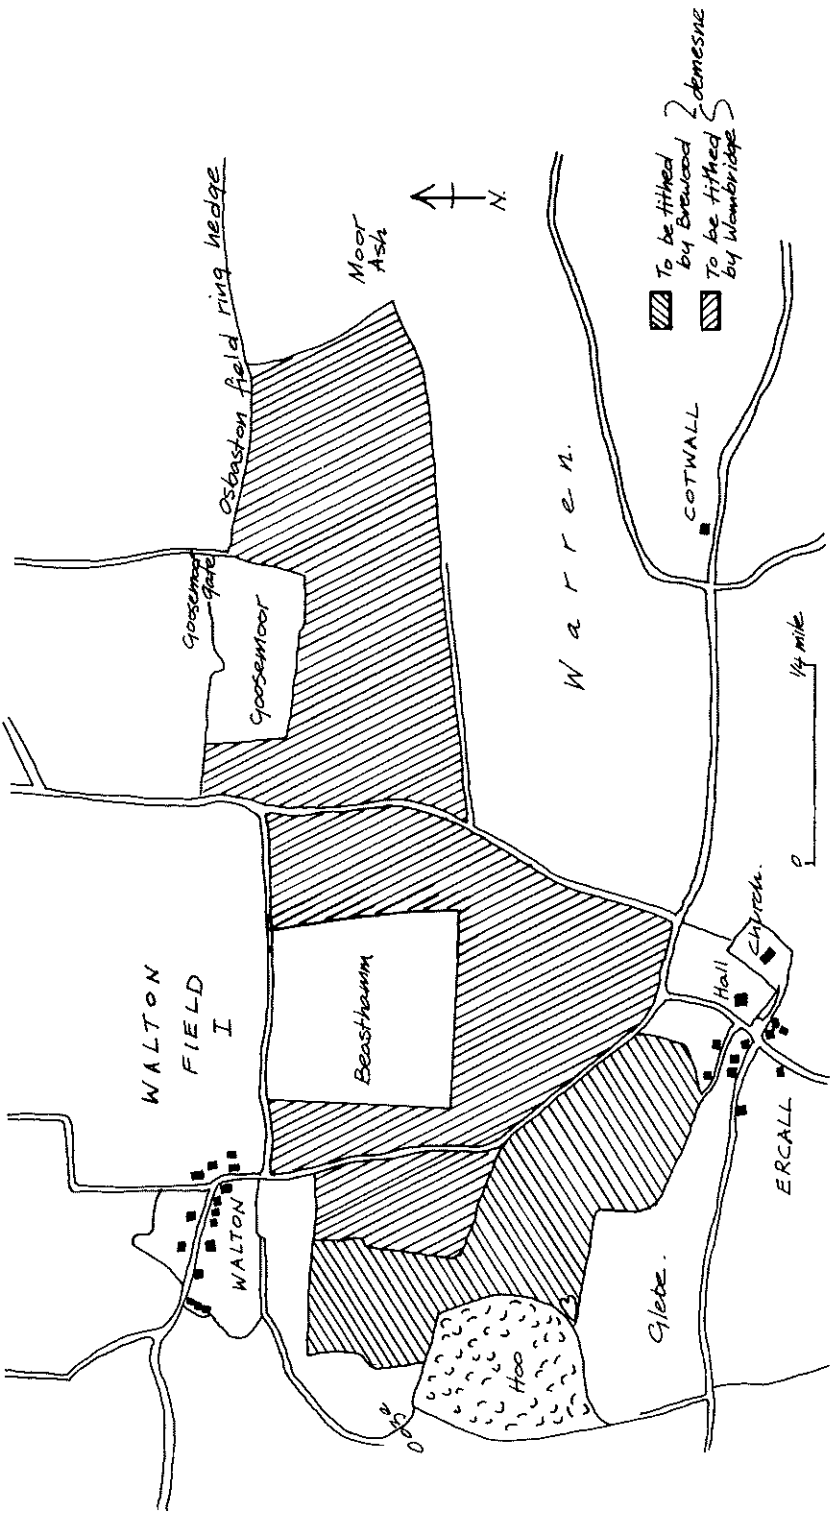 Osbaston field ring hedge
Moor
Ash
N.
Goosemoor
Gate
Goosemoor
WALTON
FIELD
I
Beasthamm
WALTON
Hoo
Glebe.
Warren.
COTWALL
Hall
Church.
ERCALL
0
1/4 mile
To be tithed
by Brewood
To be tithed
by Wombridge
demesne